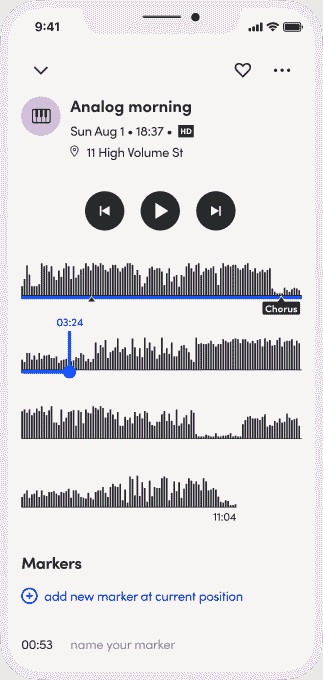 9:41
Analog morning
Sun Aug 1 • 18:37 • HD
11 High Volume St
Chorus
03:24
11:04
Markers
add new marker at current position
00:53 name your marker